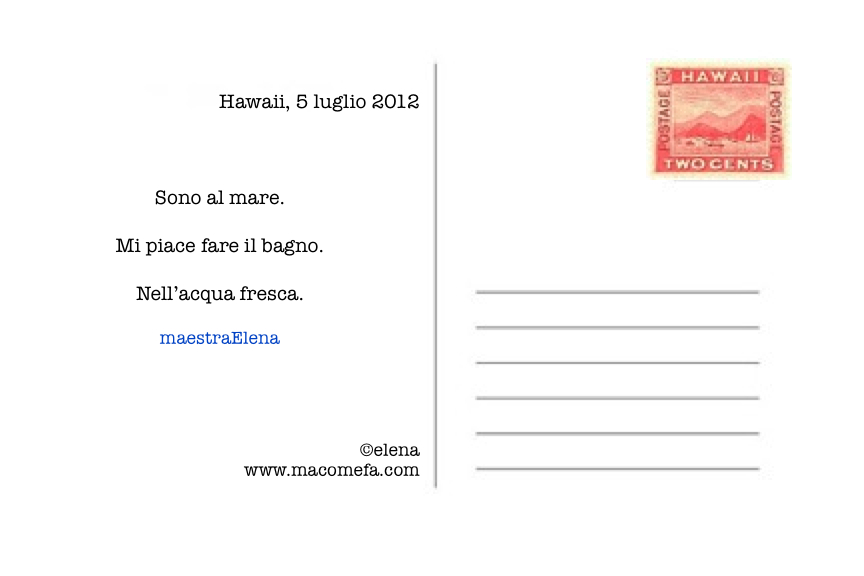 Hawaii, 5 luglio 2012
Sono al mare.
Mi piace fare il bagno.
Nell'acqua fresca.
maestraElena
©elena
www.macomefa.com
HAWAII
POSTAGE
POSTAGE
TWO CENTS